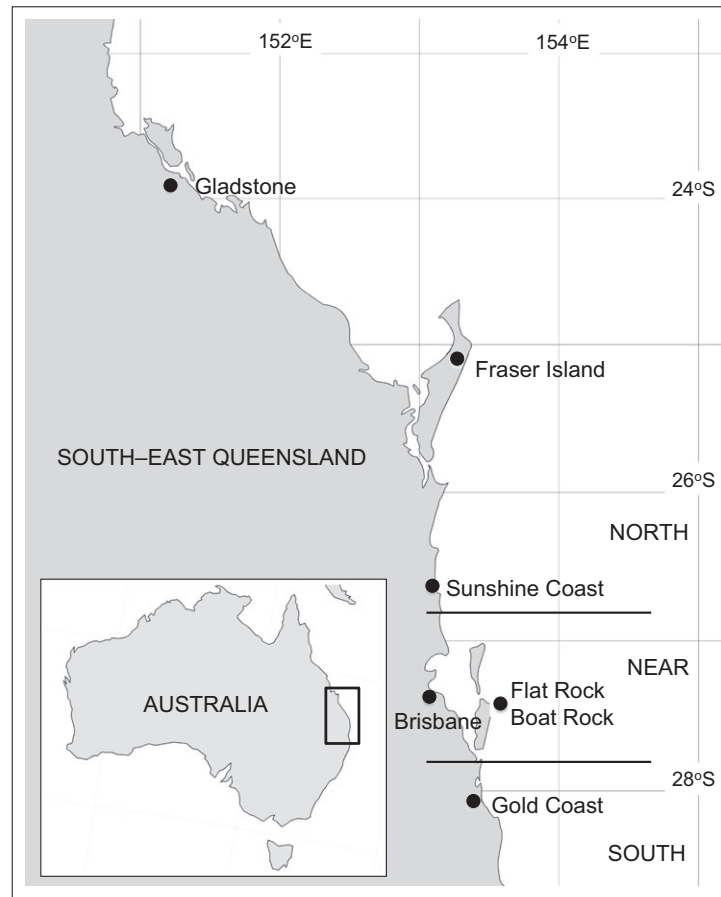 152°E
154°E
Gladstone
24°S
Fraser Island
SOUTH–EAST QUEENSLAND
26°S
NORTH
Sunshine Coast
NEAR
AUSTRALIA
Flat Rock
Brisbane
Boat Rock
28°S
Gold Coast
SOUTH